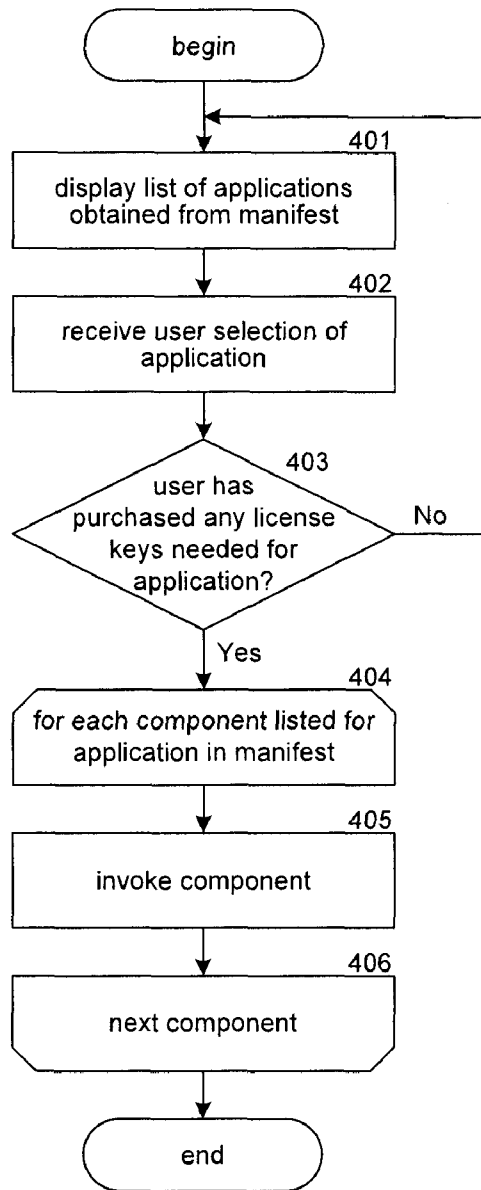 begin
401
display list of applications
obtained from manifest
402
receive user selection of
application
403
user has
purchased any license
keys needed for
application?
No
Yes
404
for each component listed for
application in manifest
405
invoke component
406
next component
end